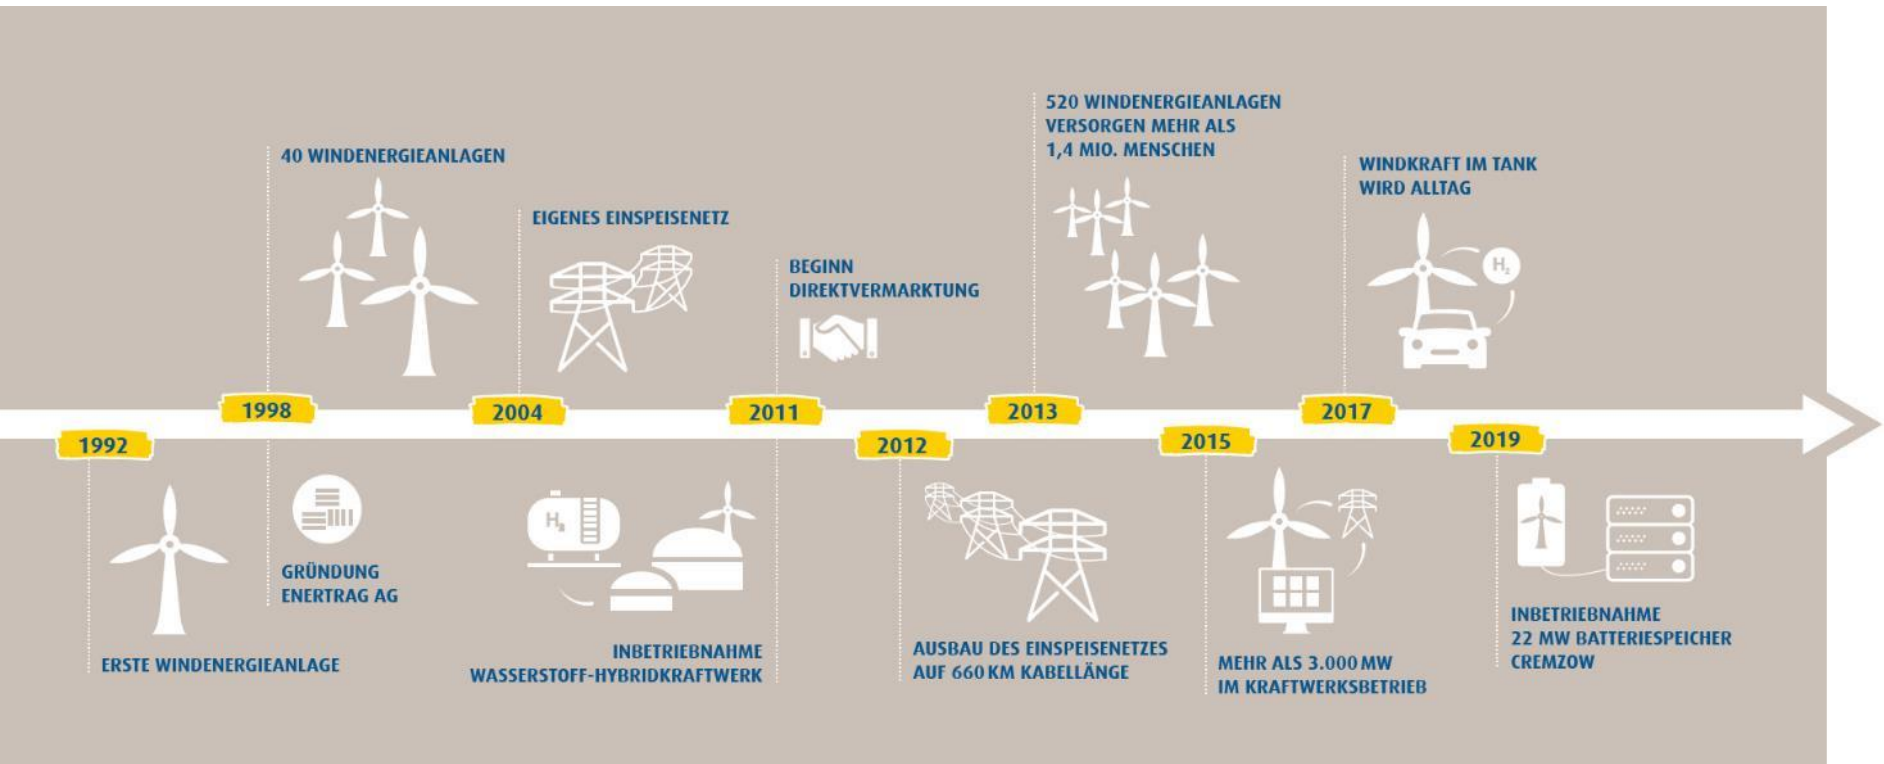 1992
ERSTE WINDENERGIEANLAGE
1998
40 WINDENERGIEANLAGEN
GRÜNDUNG
ENERTRAG AG
2004
EIGENES EINSPEISENETZ
2011
BEGINN
DIREKTVERMARKTUNG
H₂
INBETRIEBNAHME
WASSERSTOFF-HYBRIDKRAFTWERK
2012
AUSBAU DES EINSPEISENETZES
AUF 660 KM KABELLÄNGE
2013
520 WINDENERGIEANLAGEN
VERSORGEN MEHR ALS
1,4 MIO. MENSCHEN
2015
MEHR ALS 3.000 MW
IM KRAFTWERKSBETRIEB
2017
WINDKRAFT IM TANK
WIRD ALLTAG
H₂
2019
INBETRIEBNAHME
22 MW BATTERIESPEICHER
CREMZOW